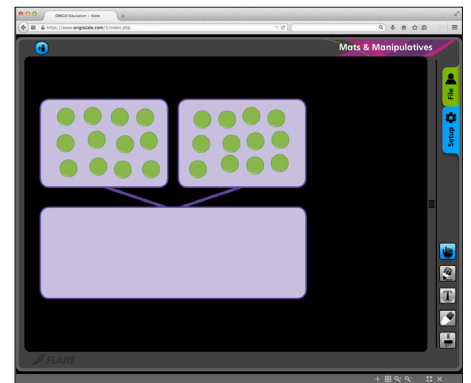 ORIGO Education - Slate
https://www.origoslate.com/1/index.php
Mats & Manipulatives
File
Setup
T
FLARE